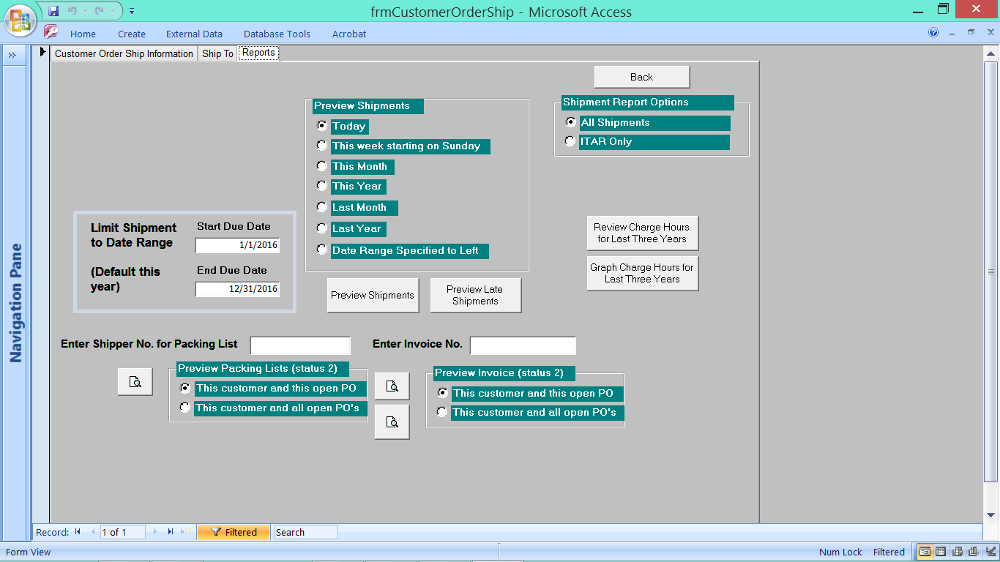 frmCustomerOrderShip - Microsoft Access
Home Create External Data Database Tools Acrobat
Customer Order Ship Information Ship To Reports
Back
Preview Shipments
Today
This week starting on Sunday
This Month
This Year
Last Month
Last Year
Date Range Specified to Left
Shipment Report Options
All Shipments
ITAR Only
Limit Shipment
to Date Range
(Default this
year)
Start Due Date
1/1/2016
End Due Date
12/31/2016
Review Charge Hours
for Last Three Years
Graph Charge Hours for
Last Three Years
Preview Shipments
Preview Late
Shipments
Enter Shipper No. for Packing List
Enter Invoice No.
Preview Packing Lists (status 2)
This customer and this open PO
This customer and all open PO's
Preview Invoice (status 2)
This customer and this open PO
This customer and all open PO's
Navigation Pane
Record: 1 of 1 Filtered Search
Form View Num Lock Filtered